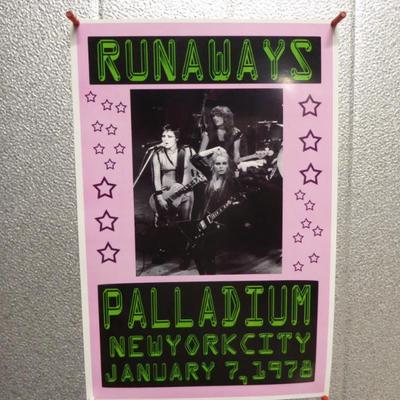 RUNAWAYS
PALLADIUM
NEWYORKCITY
JANUARY 7, 1978